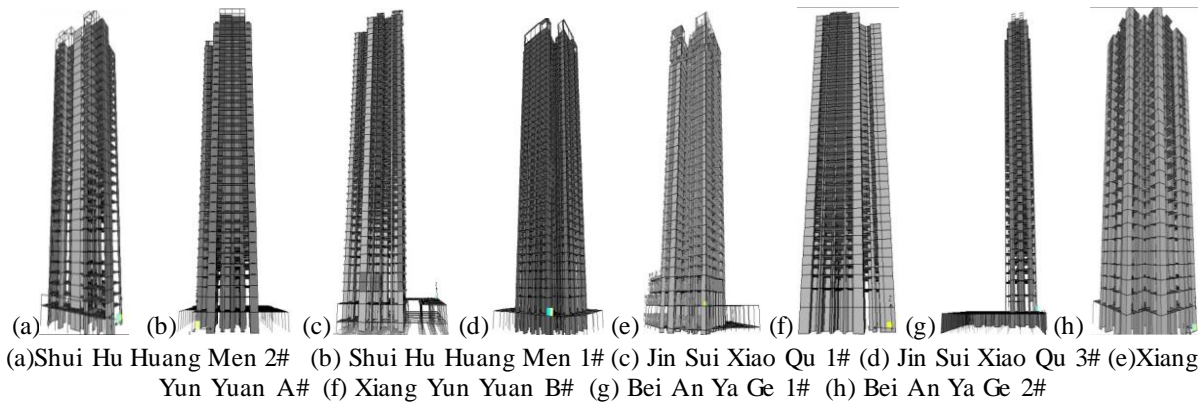 (a) (b) (c) (d) (e) (f) (g) (h)
(a)Shui Hu Huang Men 2# (b) Shui Hu Huang Men 1# (c) Jin Sui Xiao Qu 1# (d) Jin Sui Xiao Qu 3# (e)Xiang
Yun Yuan A# (f) Xiang Yun Yuan B# (g) Bei An Ya Ge 1# (h) Bei An Ya Ge 2#